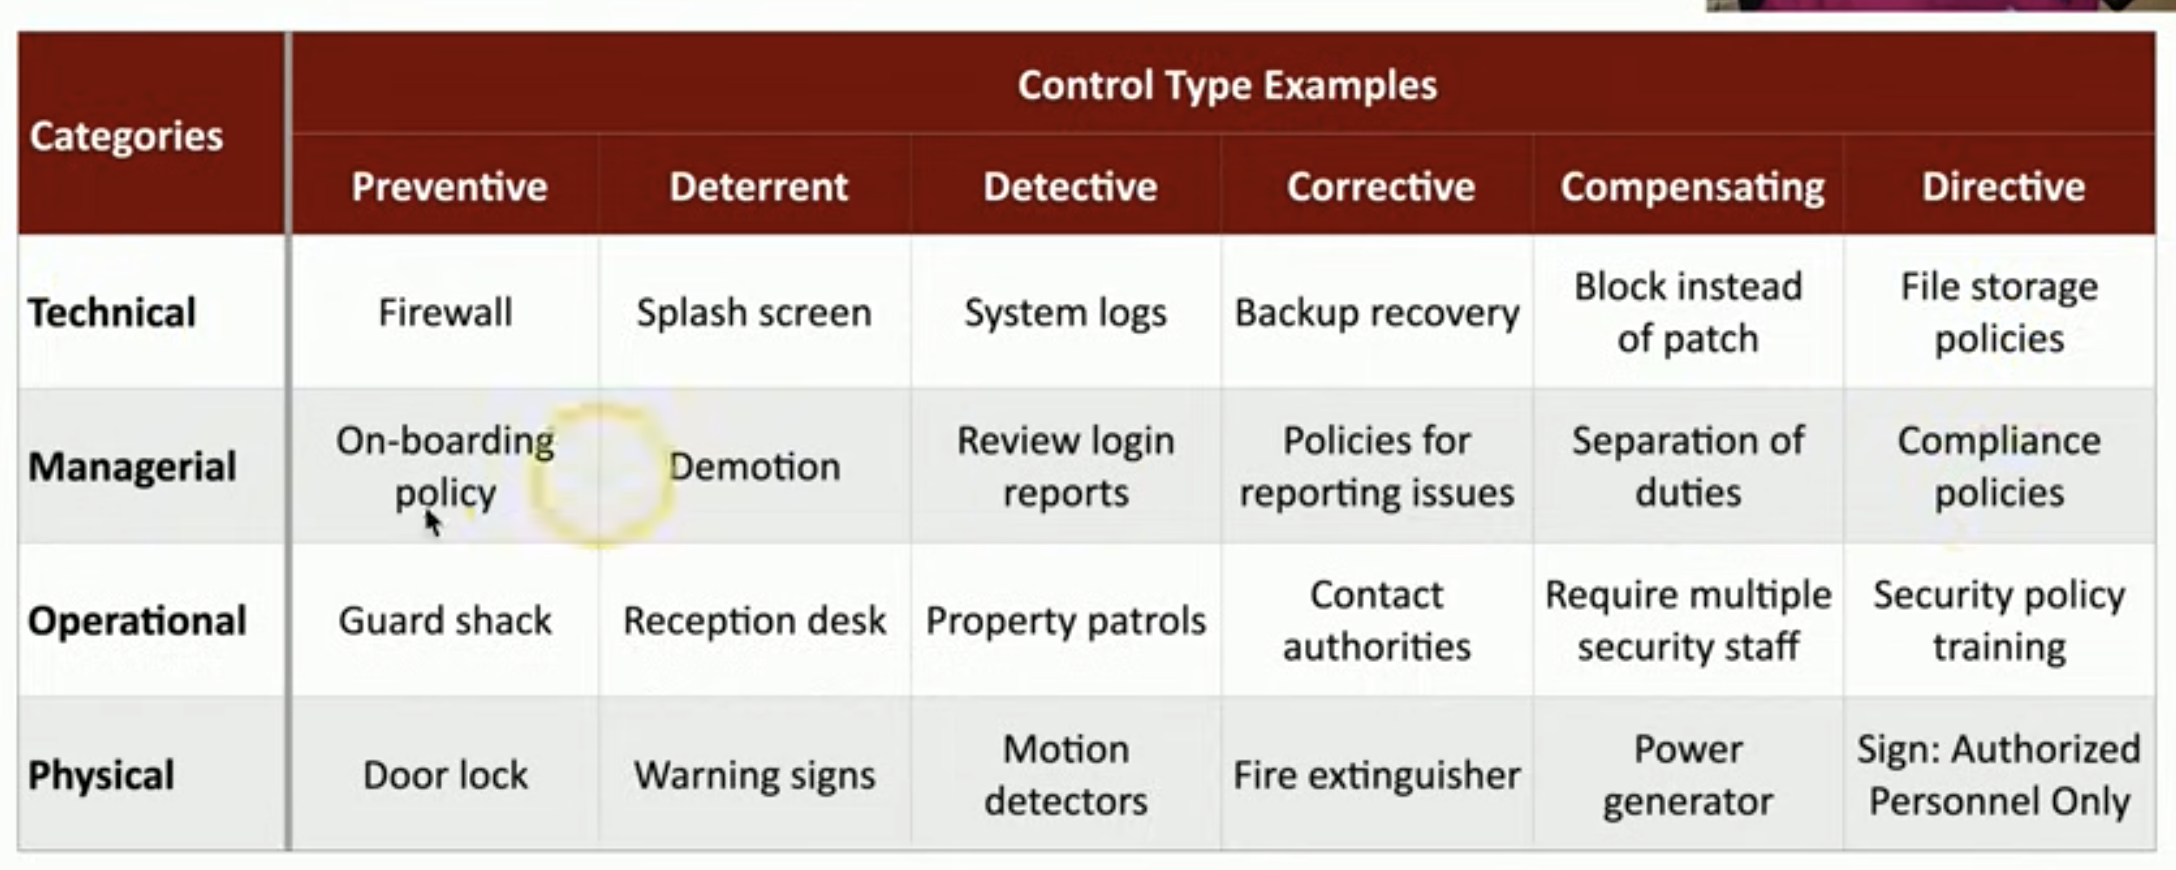 Control Type Examples
Categories
Preventive Deterrent Detective Corrective Compensating Directive
Technical Firewall Splash screen System logs Backup recovery Block instead of patch File storage policies
Managerial On-boarding policy Demotion Review login reports Policies for reporting issues Separation of duties Compliance policies
Operational Guard shack Reception desk Property patrols Contact authorities Require multiple security staff Security policy training
Physical Door lock Warning signs Motion detectors Fire extinguisher Power generator Sign: Authorized Personnel Only